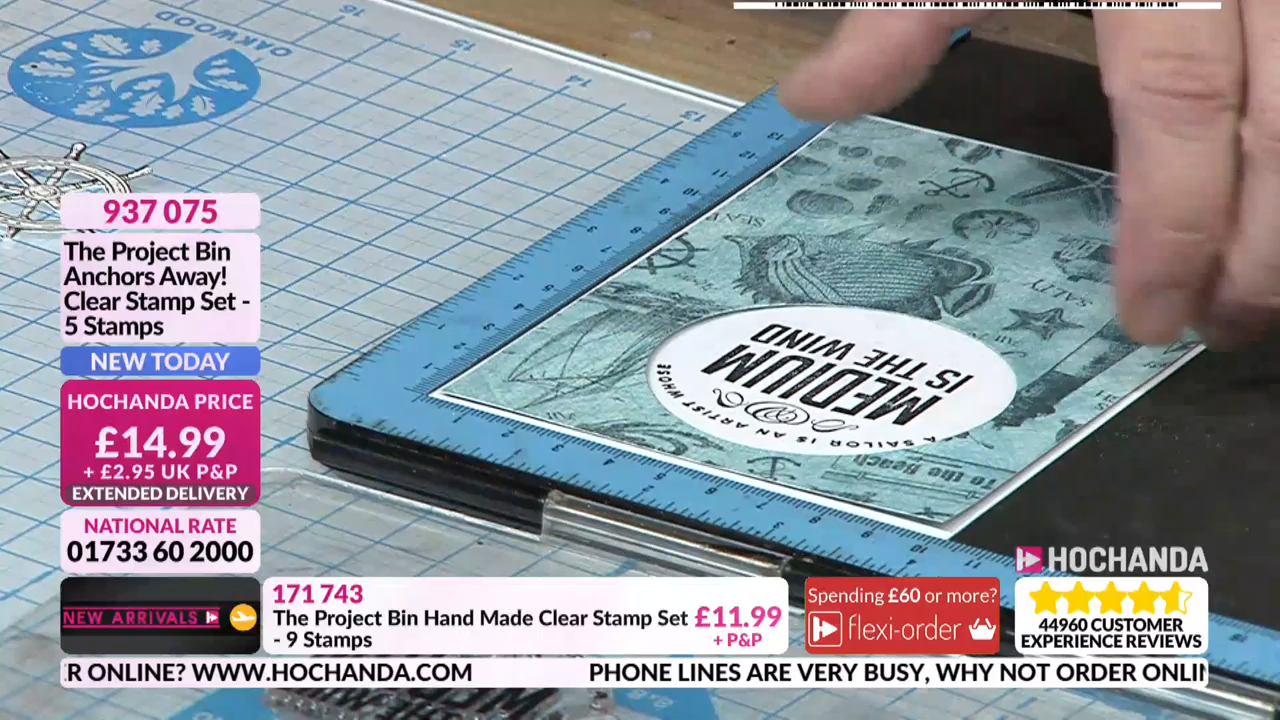 OAKWOOD
16
15
14
13
937 075
The Project Bin
Anchors Away!
Clear Stamp Set -
5 Stamps
NEW TODAY
HOCHANDA PRICE
£14.99
+ £2.95 UK P&P
EXTENDED DELIVERY
NATIONAL RATE
01733 60 2000
SALTY
A SAILOR IS AN ARTIST WHOSE
MEDIUM
IS THE WIND
To the Beach
HOCHANDA
NEW ARRIVALS
171 743
The Project Bin Hand Made Clear Stamp Set
- 9 Stamps
£11.99
+ P&P
Spending £60 or more?
flexi-order
44960 CUSTOMER
EXPERIENCE REVIEWS
R ONLINE? WWW.HOCHANDA.COM PHONE LINES ARE VERY BUSY, WHY NOT ORDER ONLI